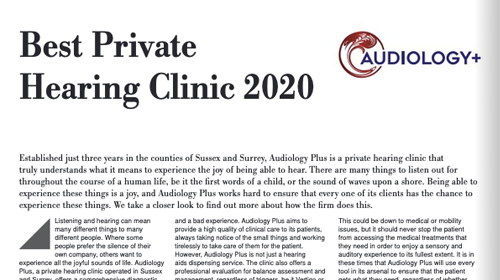 Best Private
Hearing Clinic 2020
AUDIOLOGY+
Established just three years in the counties of Sussex and Surrey, Audiology Plus is a private hearing clinic that
truly understands what it means to experience the joy of being able to hear. There are many things to listen out for
throughout the course of a human life, be it the first words of a child, or the sound of waves upon a shore. Being able to
experience these things is a joy, and Audiology Plus works hard to ensure that every one of its clients has the chance to
experience these things. We take a closer look to find out more about how the firm does this.
Listening and hearing can mean
many different things to many
different people. Where some
people prefer the silence of their
own company, others want to
experience all the joyful sounds of life. Audiology
Plus, a private hearing clinic operated in Sussex
and Surrey, offers a comprehensive diagnostic
and a bad experience. Audiology Plus aims to
provide a high quality of clinical care to its patients,
always taking notice of the small things and working
tirelessly to take care of them for the patient.
However, Audiology Plus is not just a hearing
aids dispensing service. The clinic also offers a
professional evaluation for balance assessment and
management, regardless of triggers, be it Vertigo or
This could be down to medical or mobility
issues, but it should never stop the patient
from accessing the medical treatments that
they need in order to enjoy a sensory and
auditory experience to its fullest extent. It is in
these times that Audiology Plus will use every
tool in its arsenal to ensure that the patient
gets what they need, regardless of whether